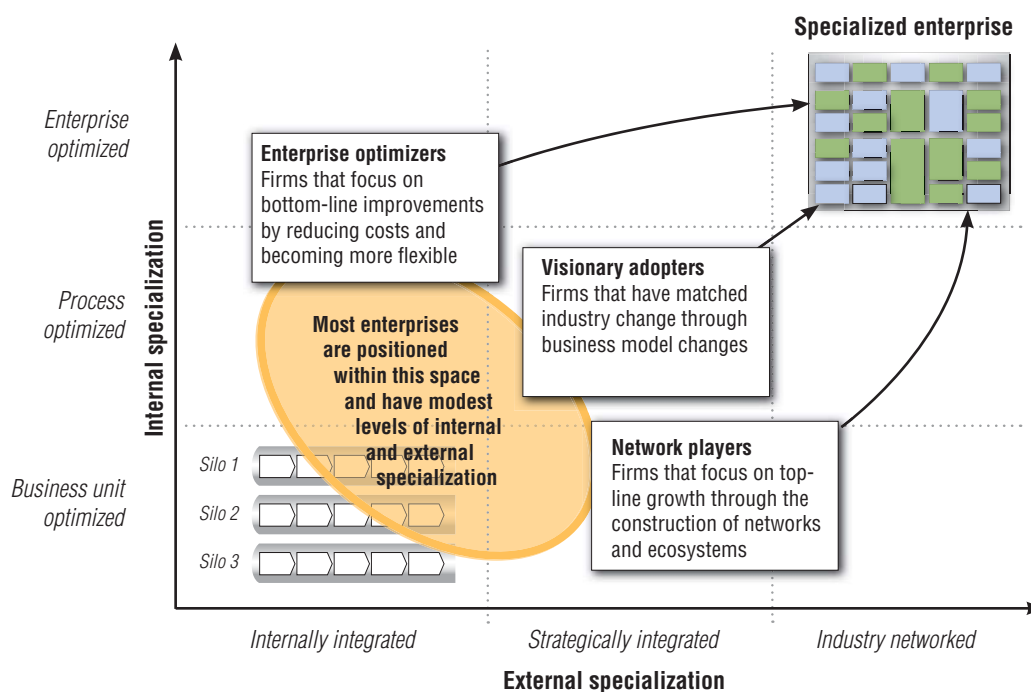 Specialized enterprise
Enterprise
optimized
Enterprise optimizers
Firms that focus on
bottom-line improvements
by reducing costs and
becoming more flexible
Internal specialization
Process
optimized
Visionary adopters
Firms that have matched
industry change through
business model changes
Most enterprises
are positioned
within this space
and have modest
levels of internal
and external
specialization
Business unit
optimized
Silo 1
Silo 2
Silo 3
Network players
Firms that focus on top-
line growth through the
construction of networks
and ecosystems
Internally integrated
Strategically integrated
Industry networked
External specialization